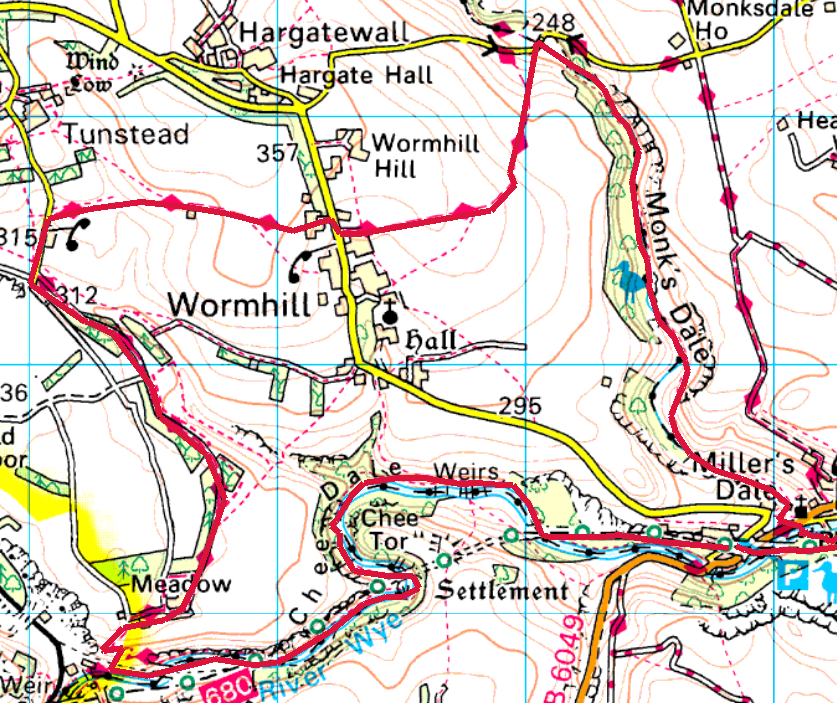 248
Monksdale
Ho
Hargatewall
Wind
Low
Hargate Hall
Tunstead
Wormhill
Hill
357
Hea
315
Monk's Dale
312
Wormhill
Hall
36
295
Miller's
Dale
Weirs
Chee Dale
Chee
Tor
Meadow
Settlement
River Wye
B 6049
680
Weir
P